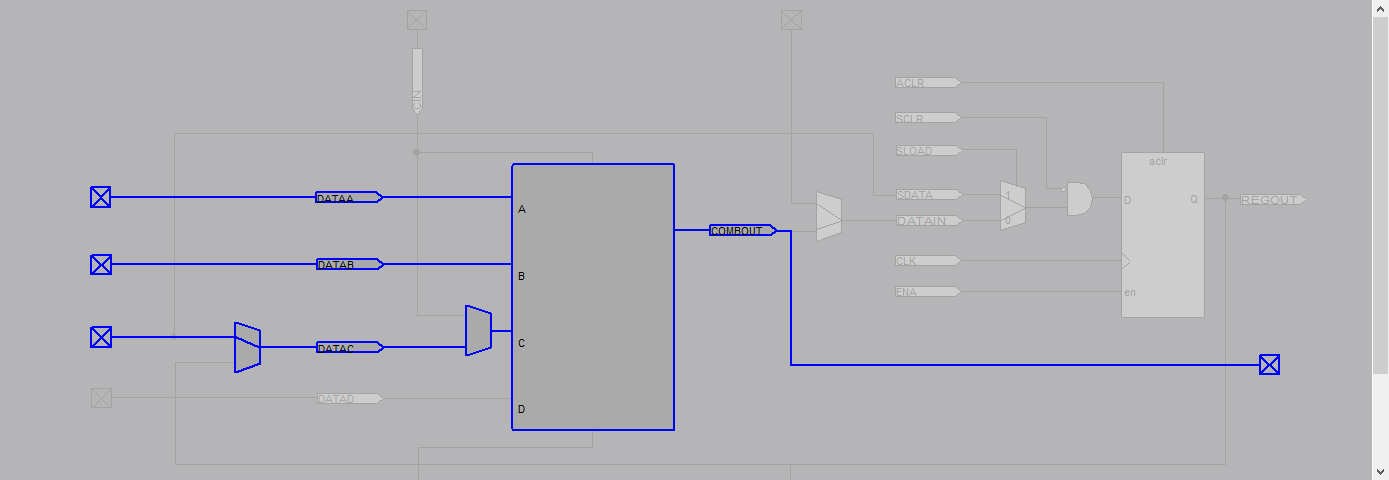 CIN
ACLR
SCLR
SLOAD
aclr
DATAA
A
SDATA
1
D
Q
REGOUT
DATAIN
0
COMBOUT
DATAB
B
CLK
ENA
en
DATAC
C
DATAD
D